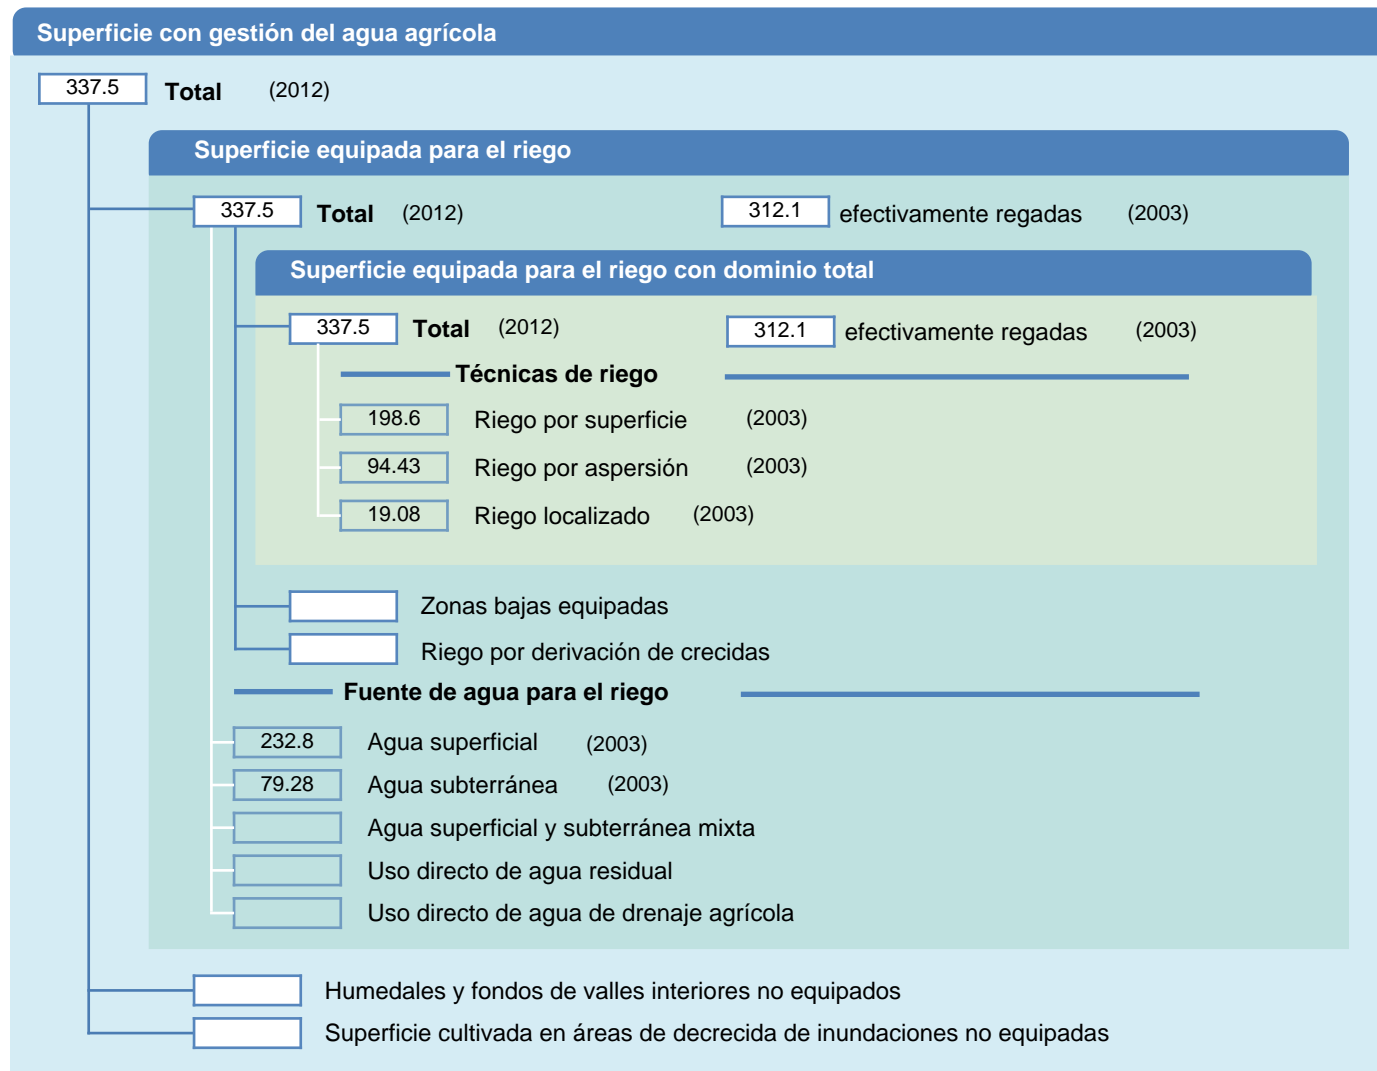 Superficie con gestión del agua agrícola
337.5 Total (2012)
Superficie equipada para el riego
337.5 Total (2012) 312.1 efectivamente regadas (2003)
Superficie equipada para el riego con dominio total
337.5 Total (2012) 312.1 efectivamente regadas (2003)
Técnicas de riego
198.6 Riego por superficie (2003)
94.43 Riego por aspersión (2003)
19.08 Riego localizado (2003)
Zonas bajas equipadas
Riego por derivación de crecidas
Fuente de agua para el riego
232.8 Agua superficial (2003)
79.28 Agua subterránea (2003)
Agua superficial y subterránea mixta
Uso directo de agua residual
Uso directo de agua de drenaje agrícola
Humedales y fondos de valles interiores no equipados
Superficie cultivada en áreas de decrecida de inundaciones no equipadas